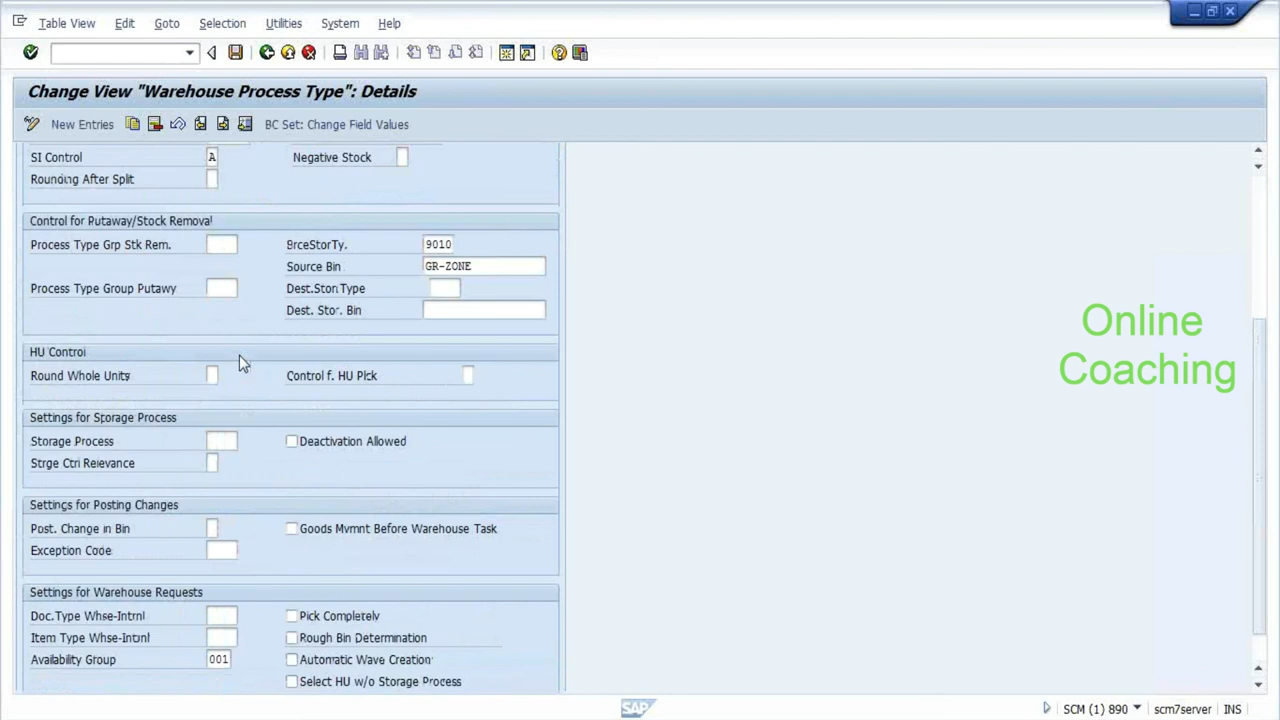 Table View Edit Goto Selection Utilities System Help
Change View "Warehouse Process Type": Details
New Entries BC Set: Change Field Values
SI Control A Negative Stock
Rounding After Split
Control for Putaway/Stock Removal
Process Type Grp Stk Rem. SrceStorTy. 9010
Source Bin GR-ZONE
Process Type Group Putawy Dest.StorType
Dest. Stor. Bin
HU Control
Round Whole Units Control f. HU Pick
Settings for Storage Process
Storage Process Deactivation Allowed
Strge Ctrl Relevance
Settings for Posting Changes
Post. Change in Bin Goods Mvmnt Before Warehouse Task
Exception Code
Settings for Warehouse Requests
Doc.Type Whse-Intrnl Pick Completely
Item Type Whse-Intnl Rough Bin Determination
Availability Group 001 Automatic Wave Creation
Select HU w/o Storage Process
Online
Coaching
SAP SCM (1) 890 scm7server INS